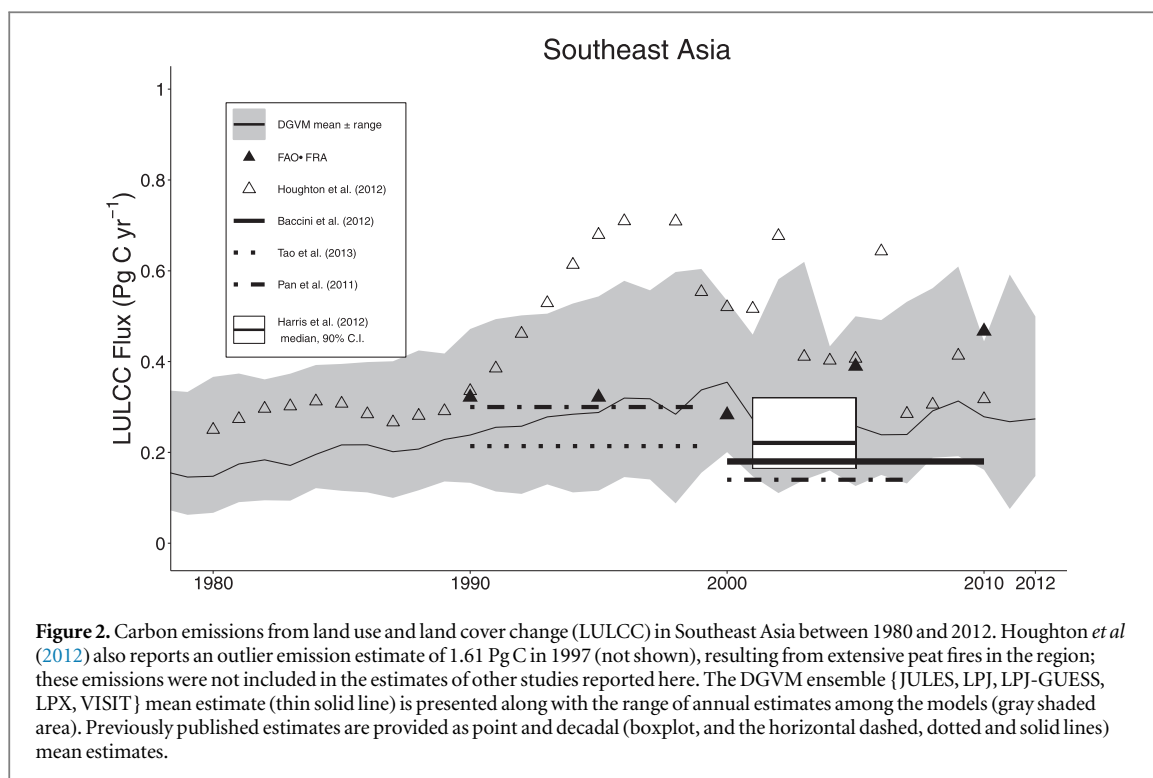 Southeast Asia
1
0.8
0.6
0.4
0.2
0
LULCC Flux (Pg C yr−1)
DGVM mean ± range
FAO• FRA
Houghton et al. (2012)
Baccini et al. (2012)
Tao et al. (2013)
Pan et al. (2011)
Harris et al. (2012)
median, 90% C.I.
1980 1990 2000 2010 2012
Figure 2. Carbon emissions from land use and land cover change (LULCC) in Southeast Asia between 1980 and 2012. Houghton et al
(2012) also reports an outlier emission estimate of 1.61 Pg C in 1997 (not shown), resulting from extensive peat fires in the region;
these emissions were not included in the estimates of other studies reported here. The DGVM ensemble {JULES, LPJ, LPJ-GUESS,
LPX, VISIT} mean estimate (thin solid line) is presented along with the range of annual estimates among the models (gray shaded
area). Previously published estimates are provided as point and decadal (boxplot, and the horizontal dashed, dotted and solid lines)
mean estimates.